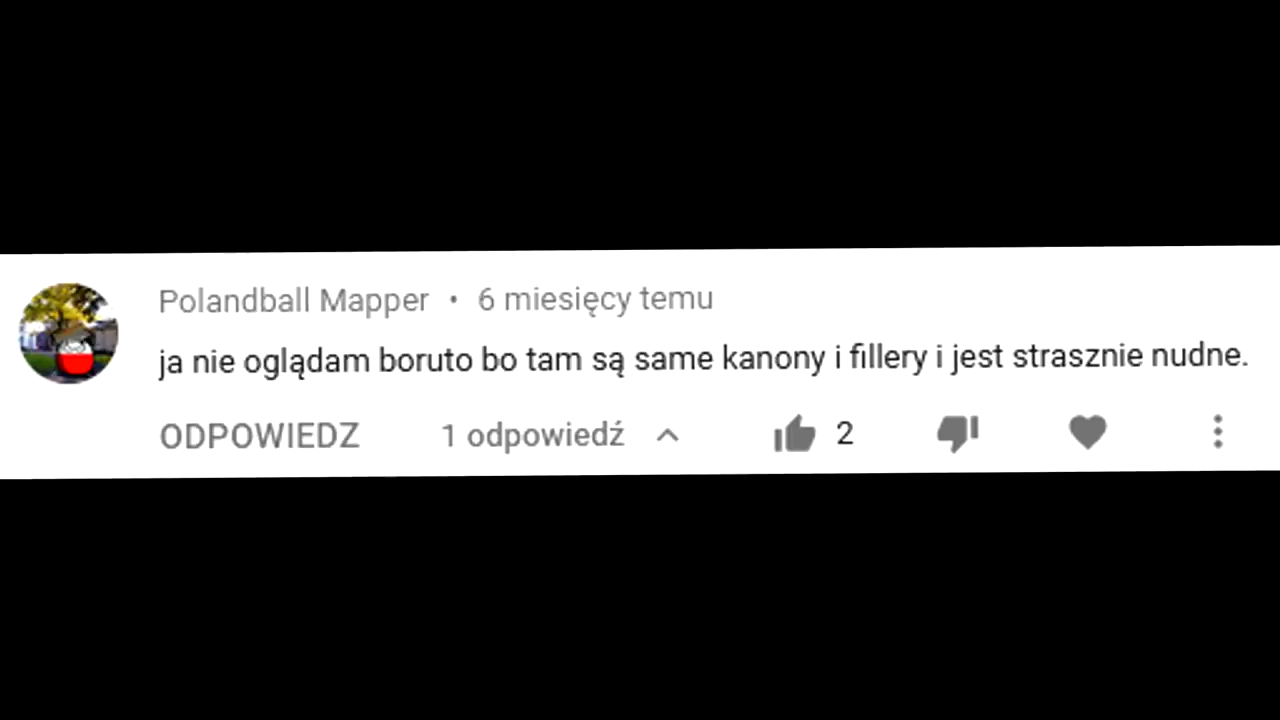 Polandball Mapper • 6 miesięcy temu
ja nie oglądam boruto bo tam są same kanony i fillery i jest strasznie nudne.
ODPOWIEDZ 1 odpowiedź 2